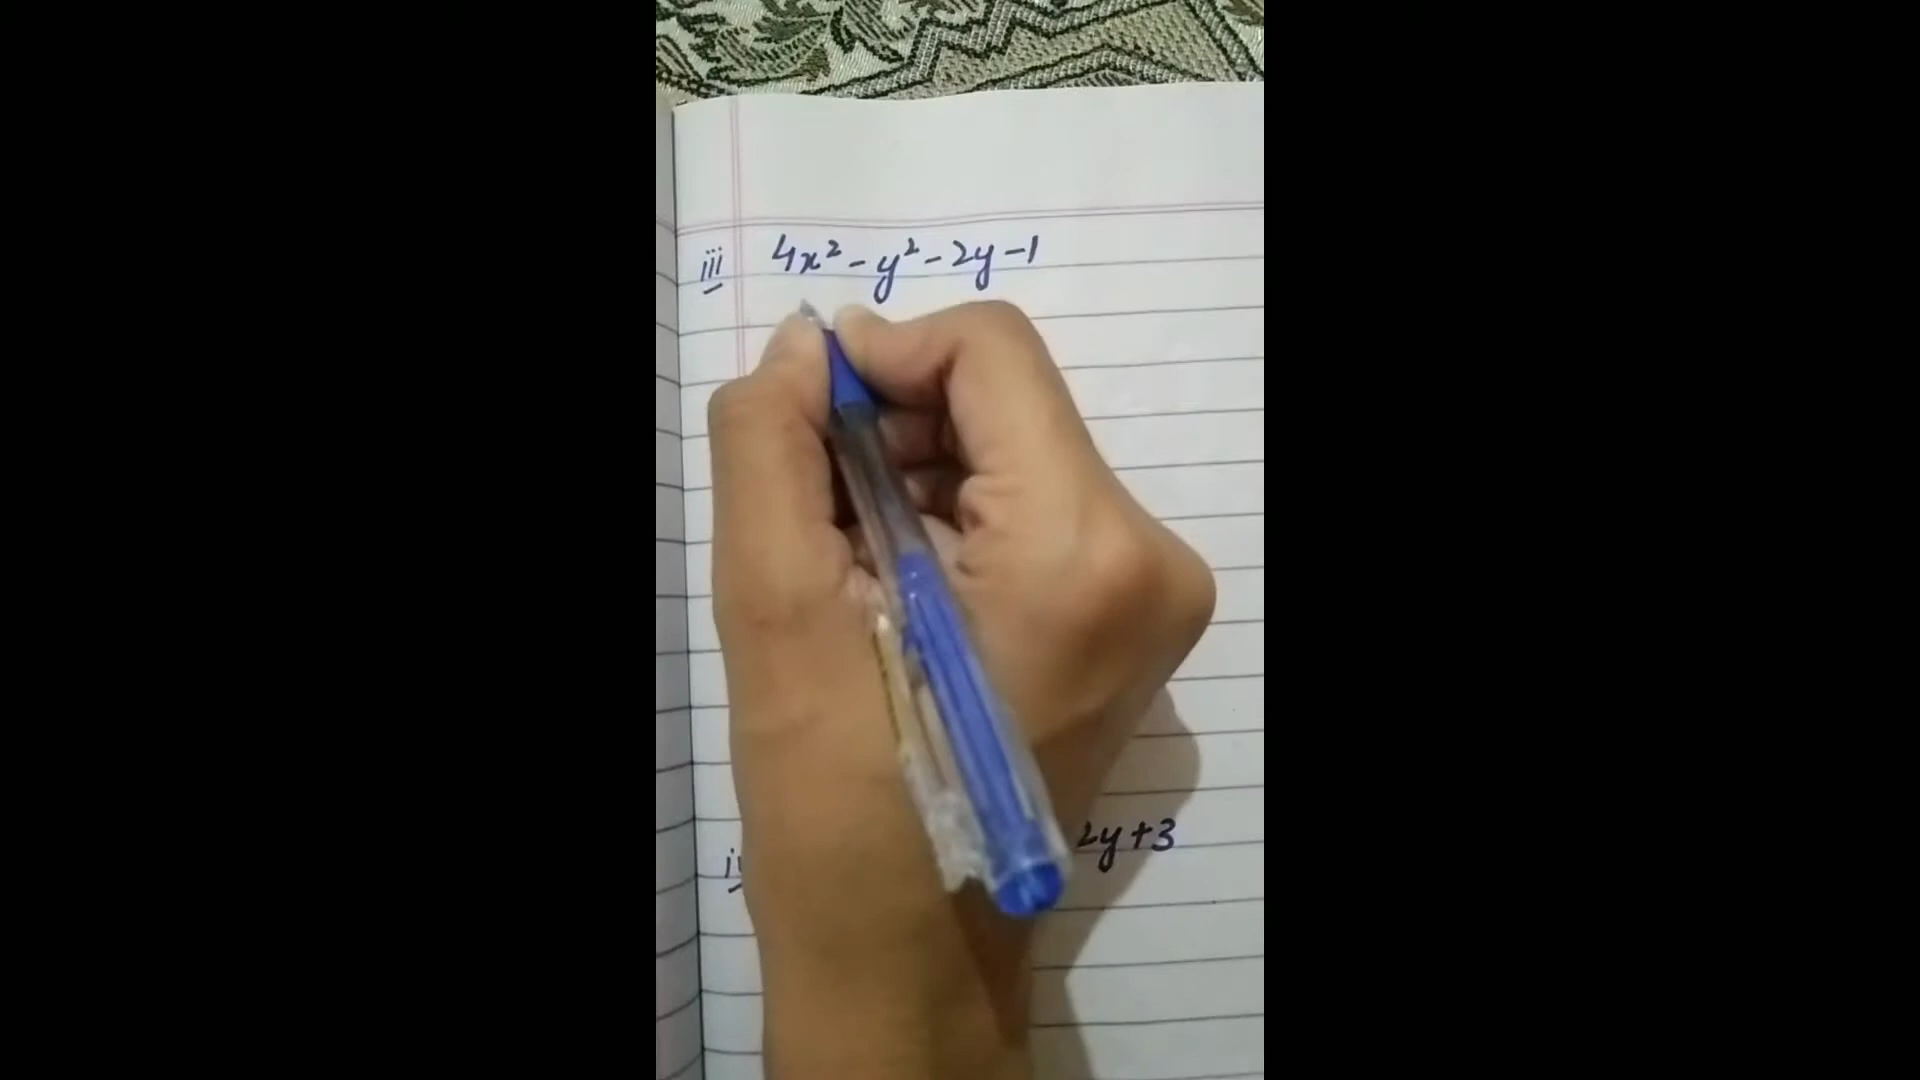 iii 4x² - y² - 2y - 1
2y + 3